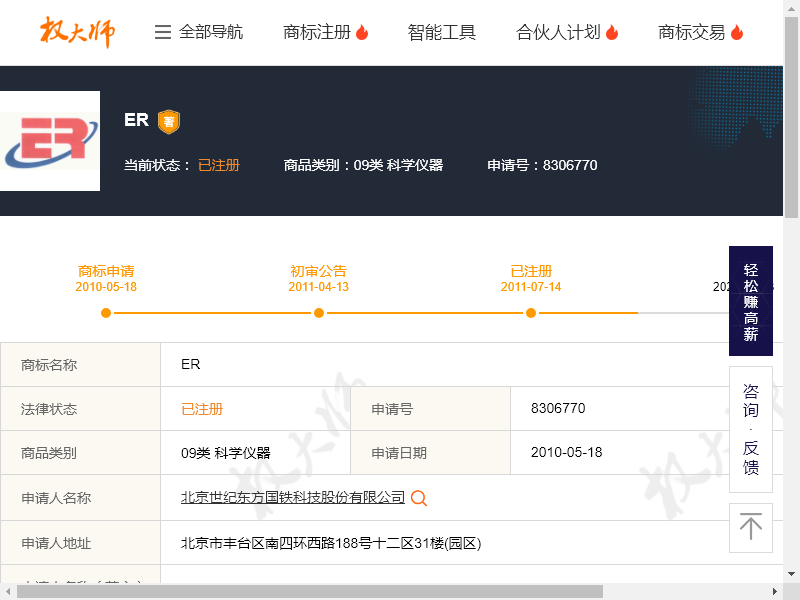 权大师
全部导航 商标注册 智能工具 合伙人计划 商标交易
ER
ER 著
当前状态： 已注册 商品类别：09类 科学仪器 申请号：8306770
商标申请 初审公告 已注册
2010-05-18 2011-04-13 2011-07-14
轻松赚高薪
商标名称 ER
法律状态 已注册 申请号 8306770
商品类别 09类 科学仪器 申请日期 2010-05-18
咨询·反馈
申请人名称 北京世纪东方国铁科技股份有限公司
申请人地址 北京市丰台区南四环西路188号十二区31楼(园区)
权大师
权大师